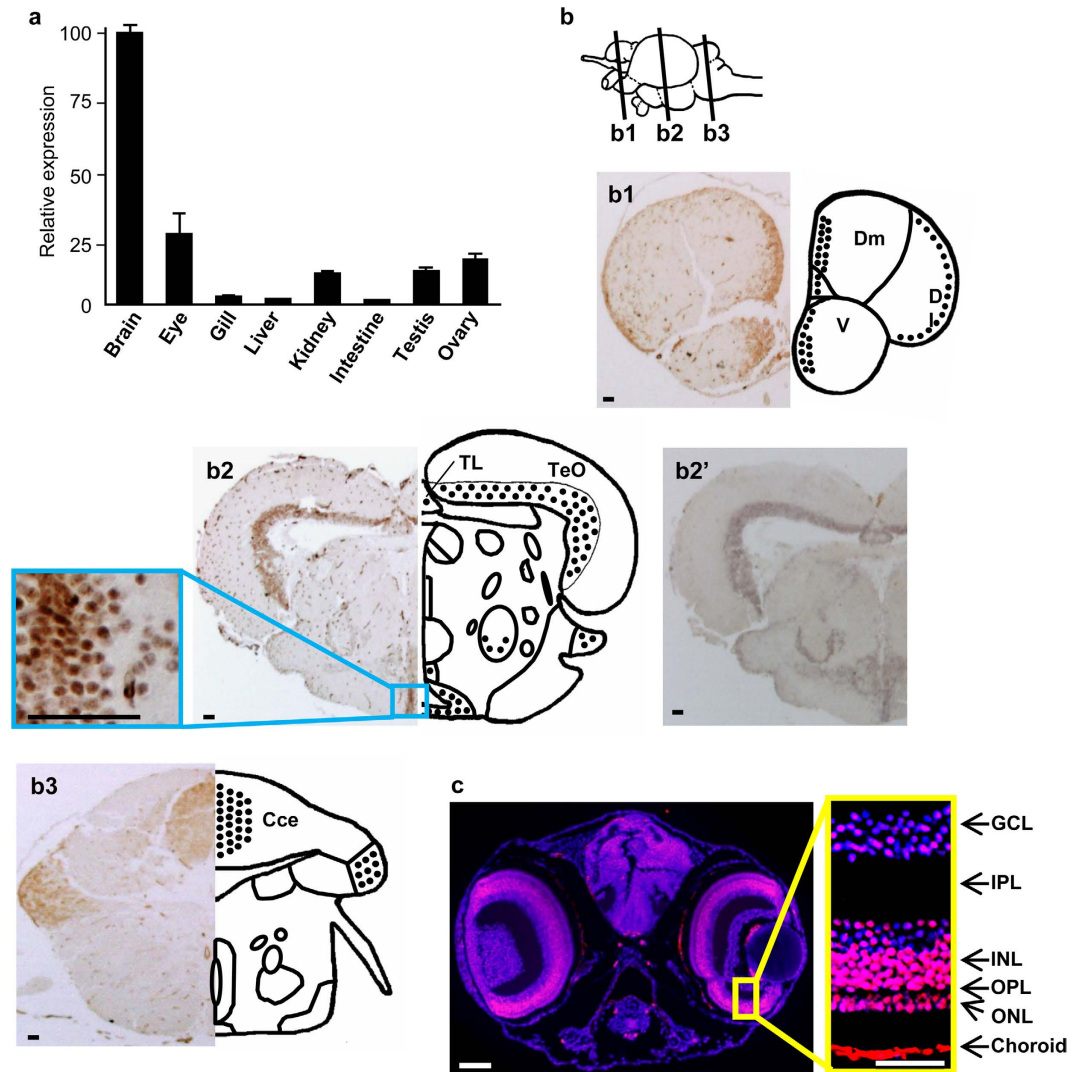 a
Relative expression
100
75
50
25
0
Brain
Eye
Gill
Liver
Kidney
Intestine
Testis
Ovary
b
b1 b2 b3
b1
Dm
D
l
V
b2
TL
TeO
b2’
b3
Cce
c
GCL
IPL
INL
OPL
ONL
Choroid